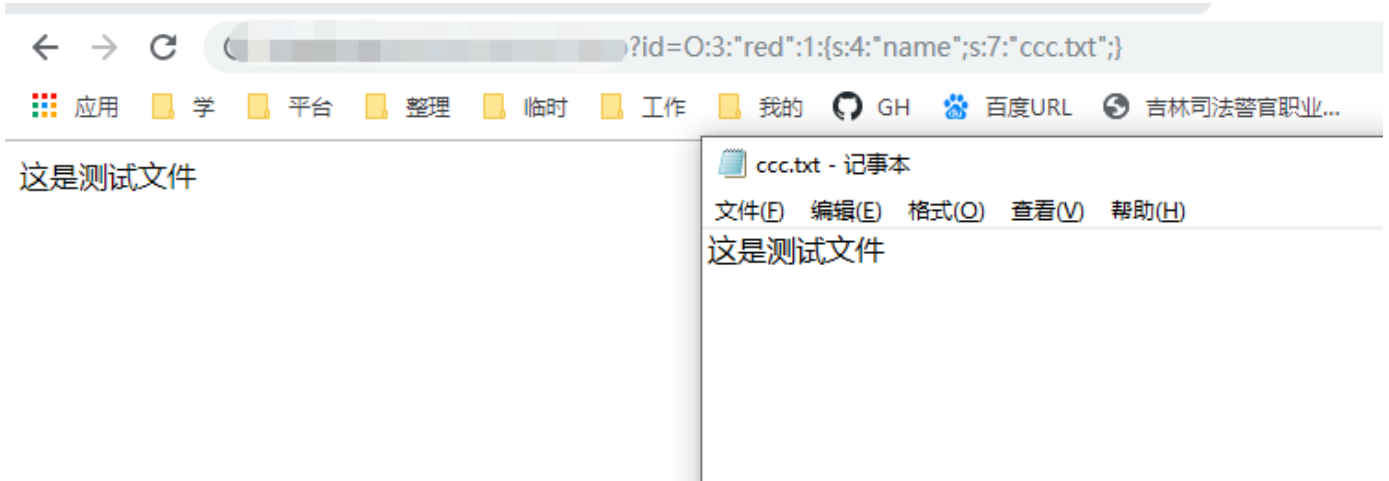 ?id=O:3:"red":1:{s:4:"name";s:7:"ccc.txt";}
应用 学 平台 整理 临时 工作 我的 GH 百度URL 吉林司法警官职业...
这是测试文件
ccc.txt - 记事本
文件(F) 编辑(E) 格式(O) 查看(V) 帮助(H)
这是测试文件